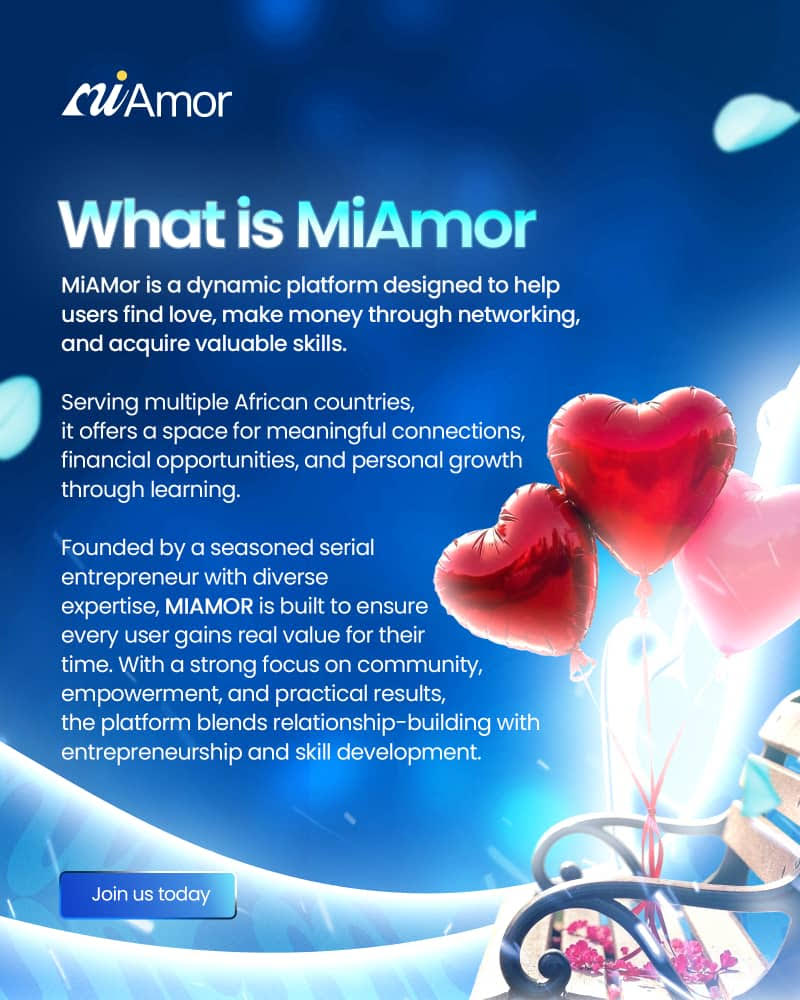 miAmor
What is MiAmor
MiAMor is a dynamic platform designed to help
users find love, make money through networking,
and acquire valuable skills.
Serving multiple African countries,
it offers a space for meaningful connections,
financial opportunities, and personal growth
through learning.
Founded by a seasoned serial
entrepreneur with diverse
expertise, MIAMOR is built to ensure
every user gains real value for their
time. With a strong focus on community,
empowerment, and practical results,
the platform blends relationship-building with
entrepreneurship and skill development.
Join us today